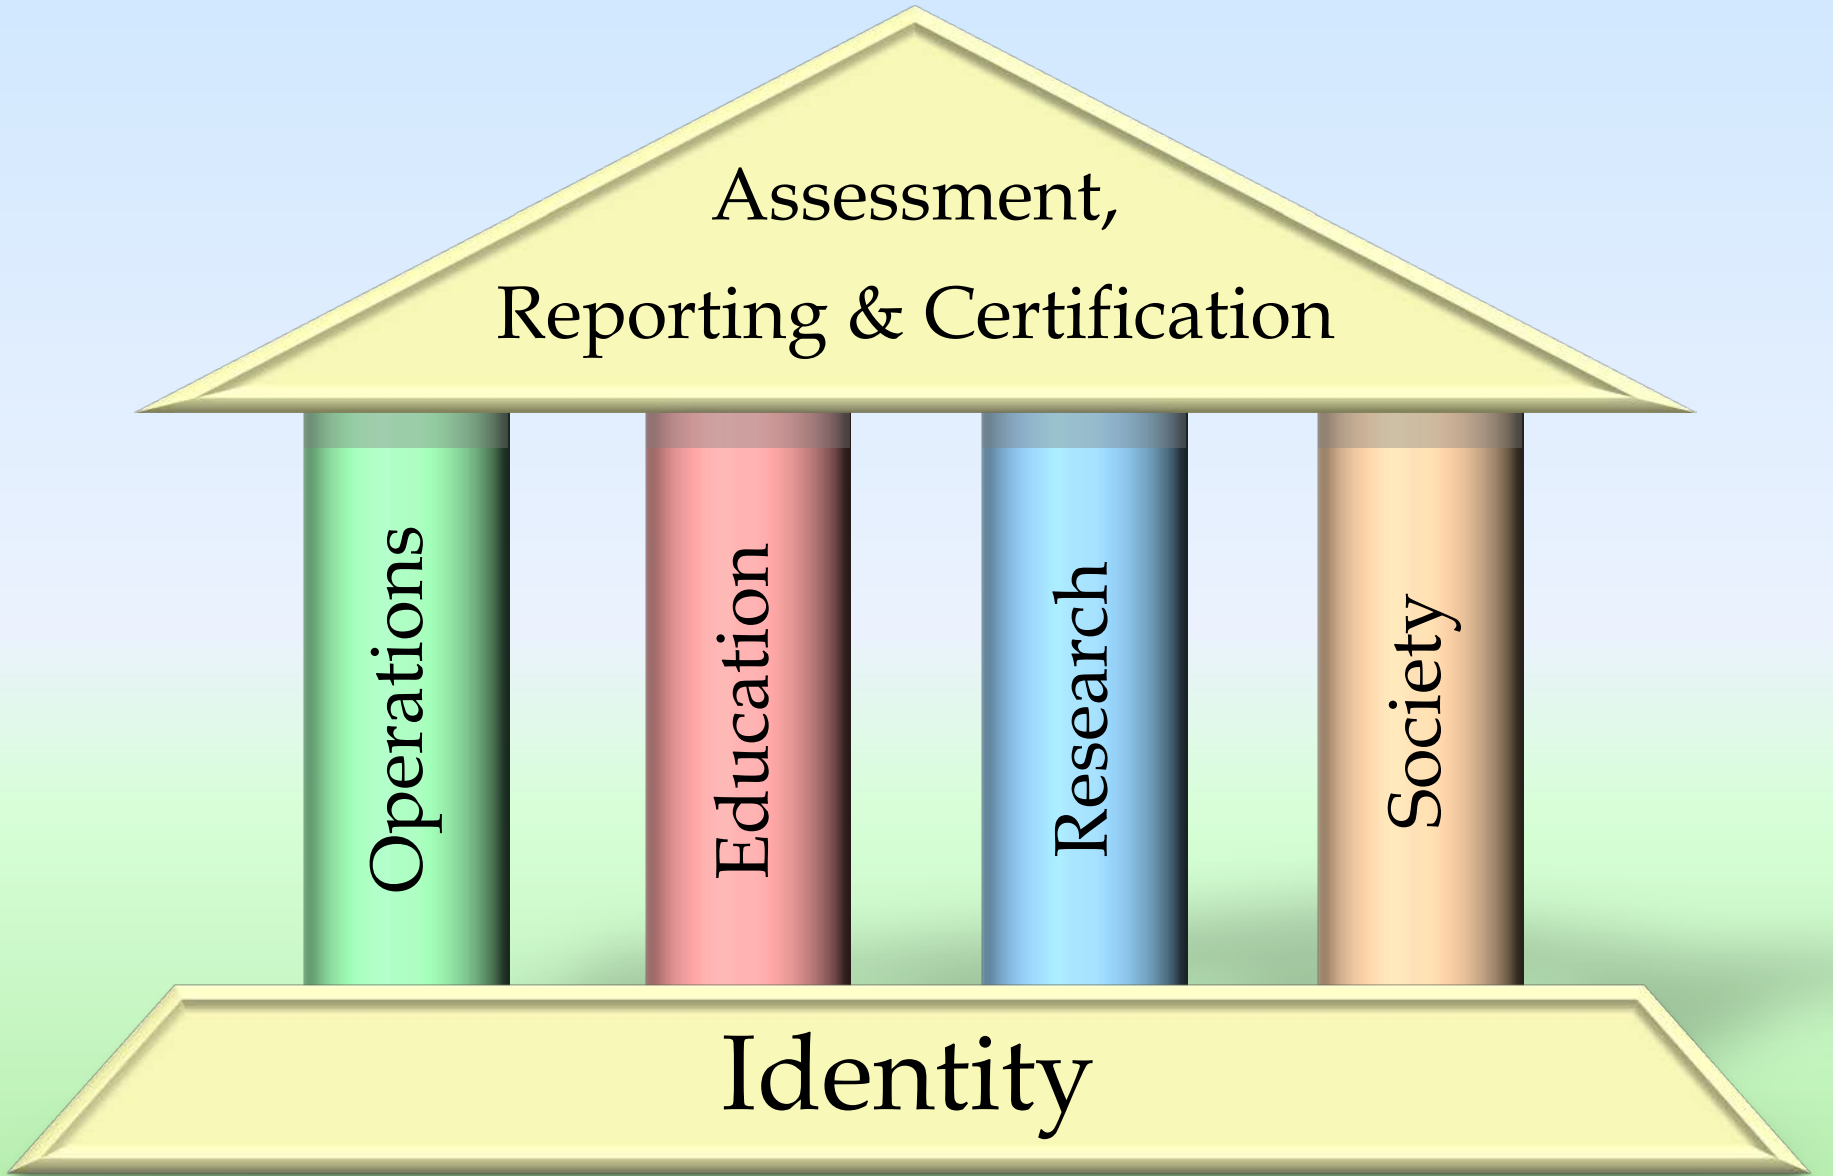 Assessment,
Reporting & Certification
Operations
Education
Research
Society
Identity